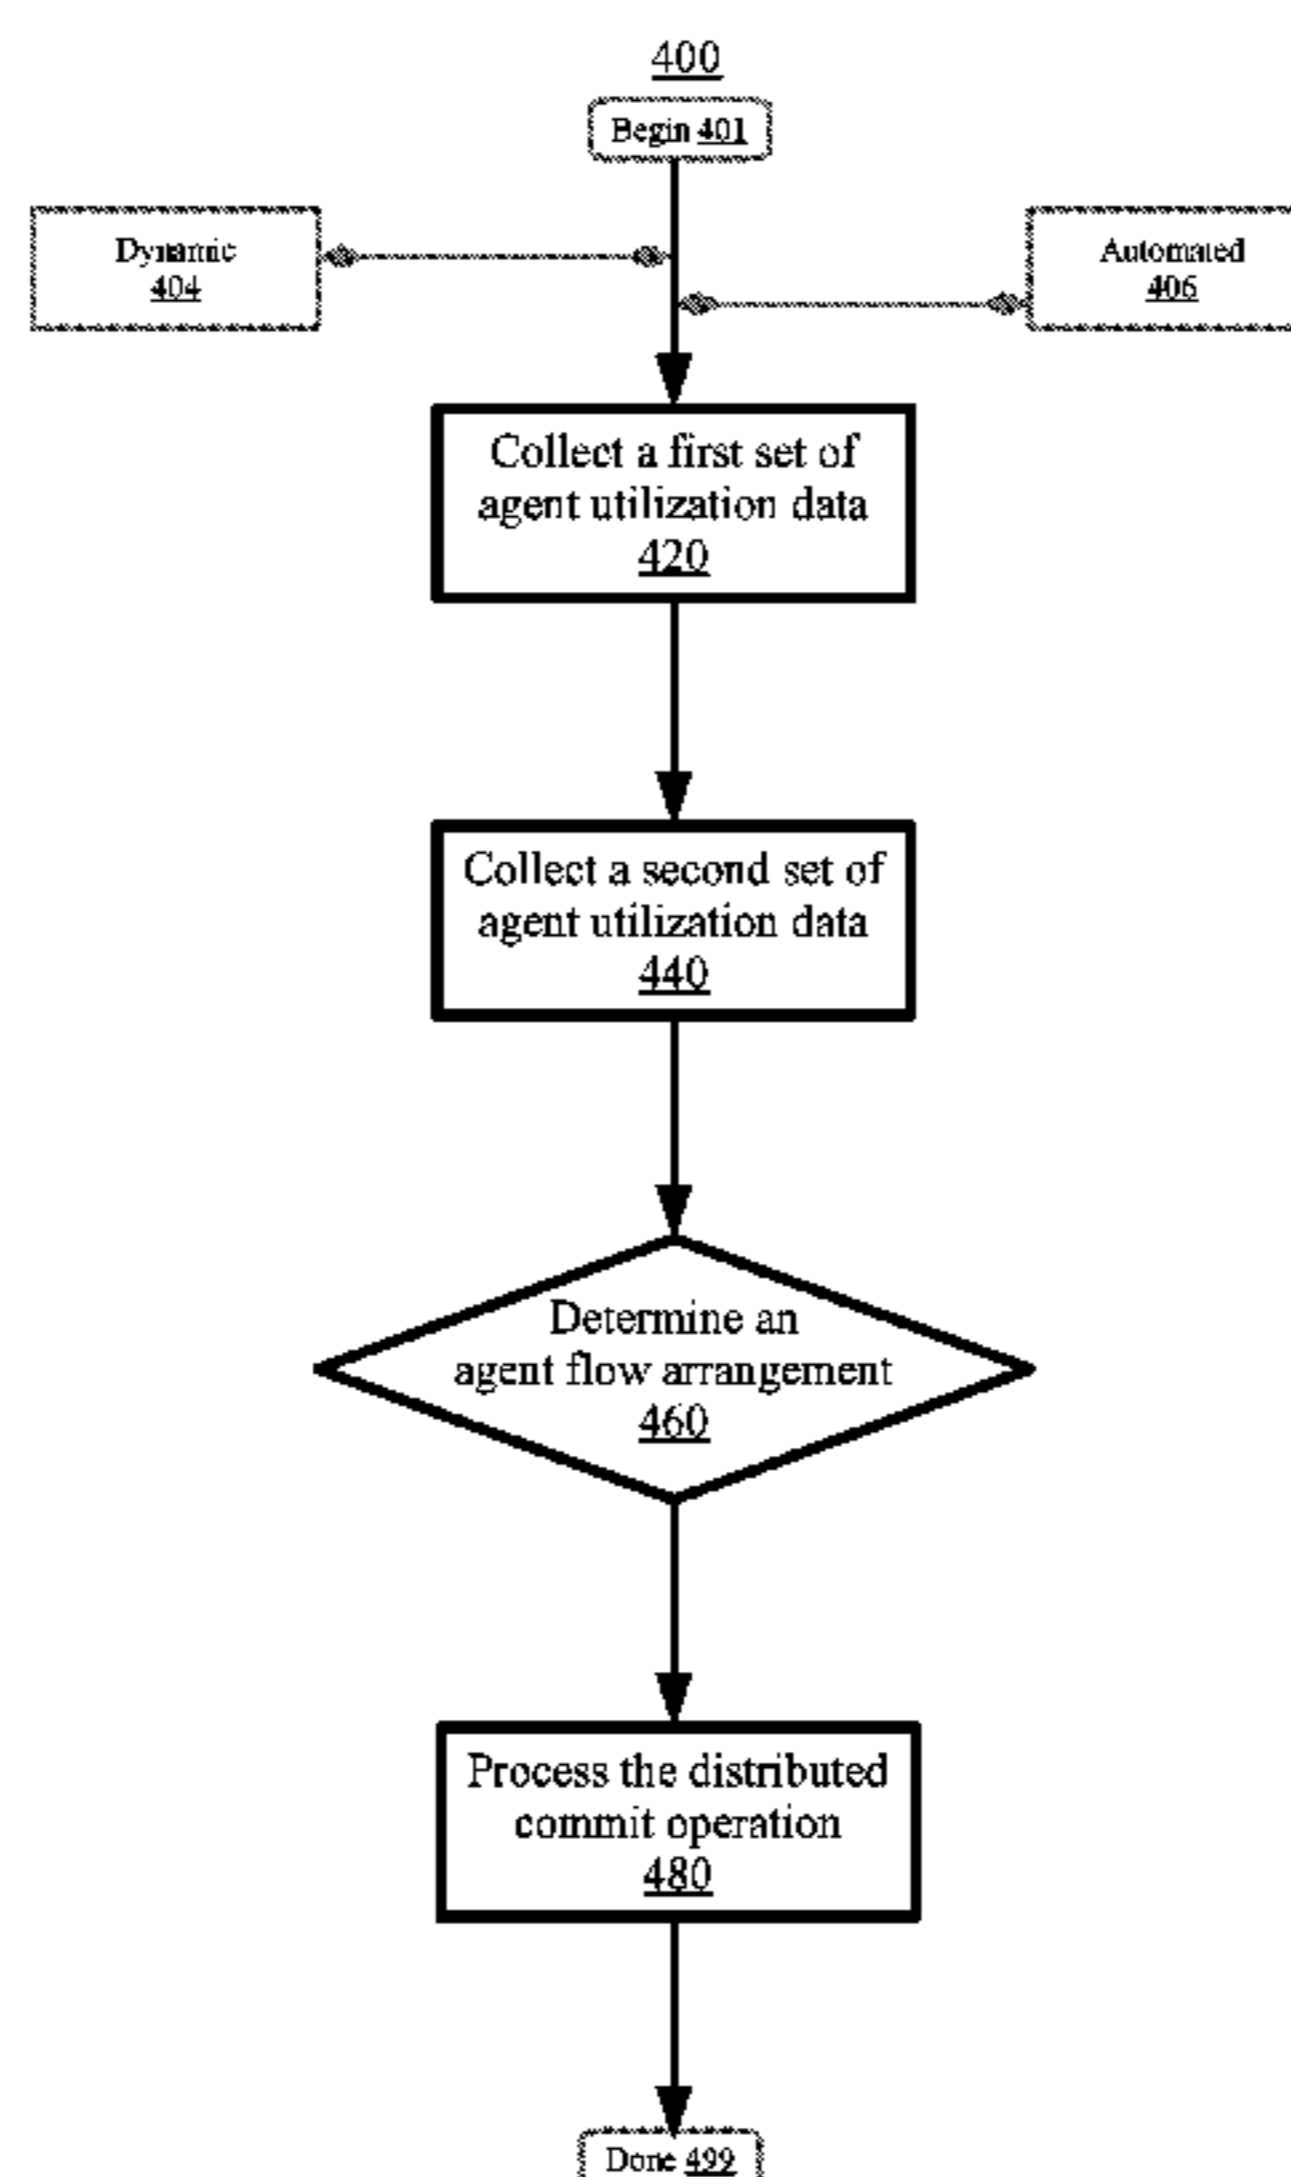 400
Begin 401
Dynamic
404
Automated
406
Collect a first set of
agent utilization data
420
Collect a second set of
agent utilization data
440
Determine an
agent flow arrangement
460
Process the distributed
commit operation
480
Done 499